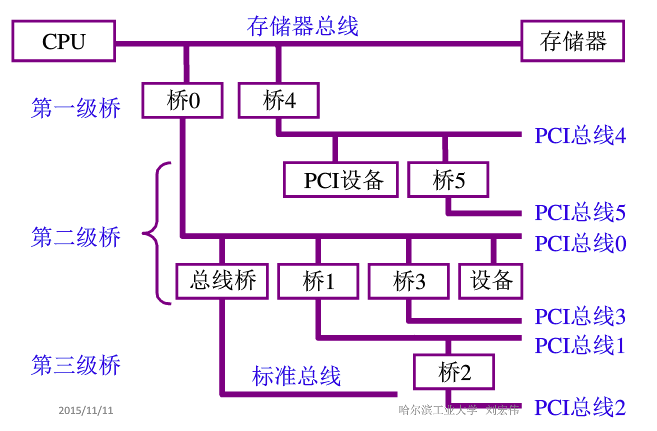 存储器总线
CPU
存储器
第一级桥
桥0
桥4
PCI总线4
PCI设备
桥5
PCI总线5
第二级桥
PCI总线0
总线桥
桥1
桥3
设备
PCI总线3
PCI总线1
第三级桥
标准总线
桥2
PCI总线2
2015/11/11
哈尔滨工业大学 刘宏伟